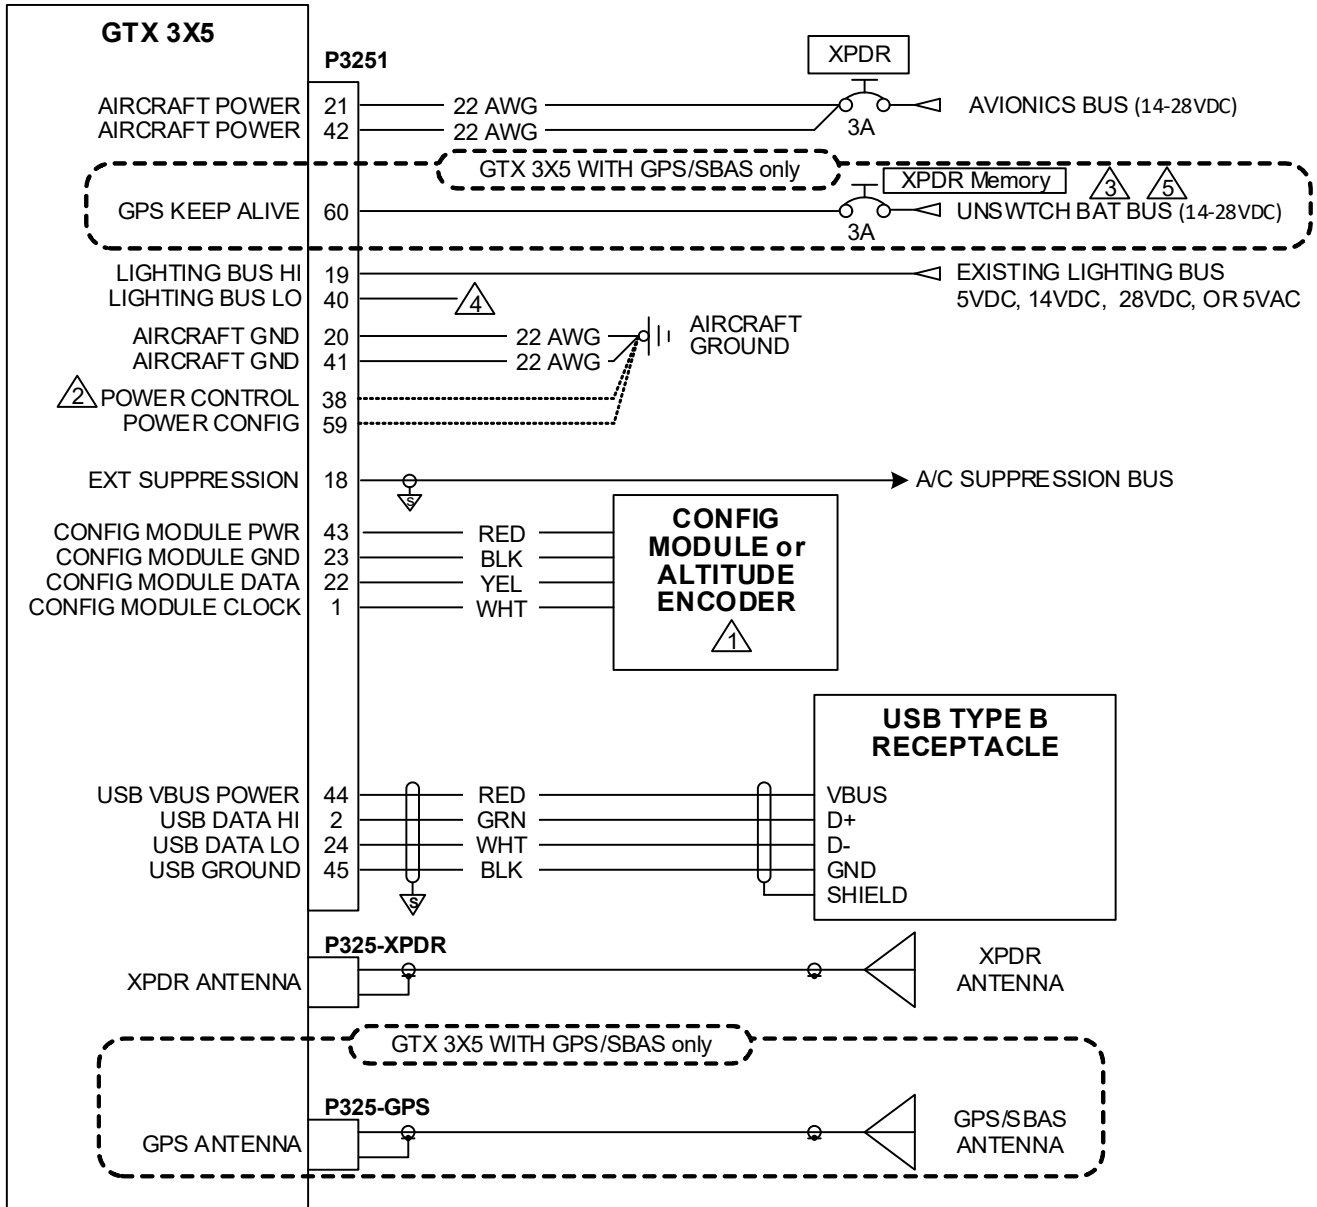 GTX 3X5
P3251
XPDR
AIRCRAFT POWER 21 22 AWG 3A AVIONICS BUS (14-28VDC)
AIRCRAFT POWER 42 22 AWG
GTX 3X5 WITH GPS/SBAS only
XPDR Memory 3 5
GPS KEEP ALIVE 60 3A UNSWTCH BAT BUS (14-28VDC)
LIGHTING BUS HI 19 EXISTING LIGHTING BUS
LIGHTING BUS LO 40 4 5VDC, 14VDC, 28VDC, OR 5VAC
AIRCRAFT GND 20 22 AWG AIRCRAFT
AIRCRAFT GND 41 22 AWG GROUND
2 POWER CONTROL 38
POWER CONFIG 59
EXT SUPPRESSION 18 A/C SUPPRESSION BUS
S
CONFIG MODULE PWR 43 RED
CONFIG MODULE GND 23 BLK
CONFIG MODULE DATA 22 YEL
CONFIG MODULE CLOCK 1 WHT
CONFIG
MODULE or
ALTITUDE
ENCODER
1
USB TYPE B
RECEPTACLE
USB VBUS POWER 44 RED VBUS
USB DATA HI 2 GRN D+
USB DATA LO 24 WHT D-
USB GROUND 45 BLK GND
S SHIELD
P325-XPDR
XPDR ANTENNA
XPDR
ANTENNA
GTX 3X5 WITH GPS/SBAS only
P325-GPS
GPS ANTENNA
GPS/SBAS
ANTENNA